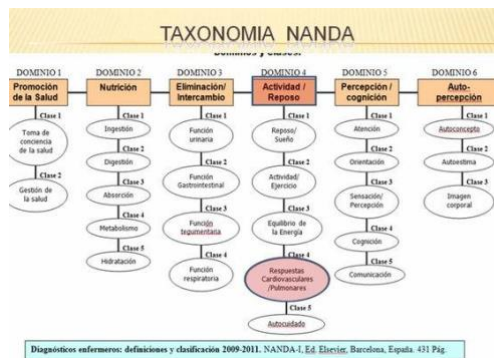 TAXONOMIA NANDA
Dominios y clases:
DOMINIO 1
Promoción
de la Salud
Clase 1
Toma de
conciencia
de la salud
Clase 2
Gestión de
la salud
DOMINIO 2
Nutrición
Clase 1
Ingestión
Clase 2
Digestión
Clase 3
Absorción
Clase 4
Metabolismo
Clase 5
Hidratación
DOMINIO 3
Eliminación/
Intercambio
Clase 1
Función
urinaria
Clase 2
Función
Gastrointestinal
Clase 3
Función
tegumentaria
Clase 4
Función
respiratoria
DOMINIO 4
Actividad /
Reposo
Clase 1
Reposo/
Sueño
Clase 2
Actividad/
Ejercicio
Clase 3
Equilibrio de
la Energía
Clase 4
Respuestas
Cardiovasculares
/Pulmonares
Clase 5
Autocuidado
DOMINIO 5
Percepción /
cognición
Clase 1
Atención
Clase 2
Orientación
Clase 3
Sensación/
Percepción
Clase 4
Cognición
Clase 5
Comunicación
DOMINIO 6
Auto-
percepción
Clase 1
Autoconcepto
Clase 2
Autoestima
Clase 3
Imagen
corporal
Diagnósticos enfermeros: definiciones y clasificación 2009-2011. NANDA-I, Ed. Elsevier, Barcelona, España. 431 Pág.